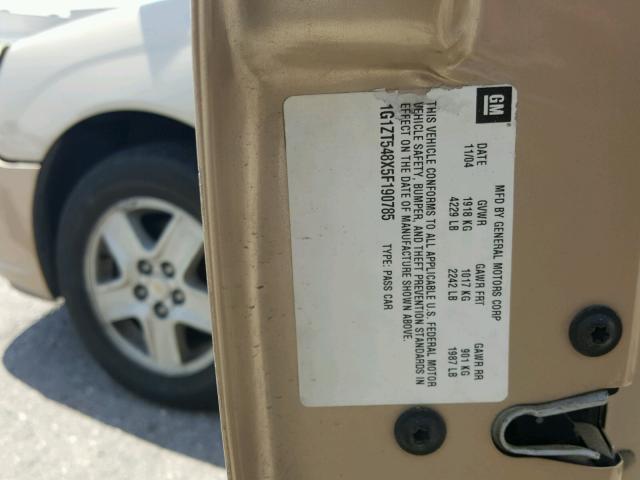 GM
MFD BY GENERAL MOTORS CORP
DATE GVWR GAWR FRT GAWR RR
11/04 1918 KG 1017 KG 901 KG
4229 LB 2242 LB 1987 LB
THIS VEHICLE CONFORMS TO ALL APPLICABLE U.S. FEDERAL MOTOR
VEHICLE SAFETY, BUMPER, AND THEFT PREVENTION STANDARDS IN
EFFECT ON THE DATE OF MANUFACTURE SHOWN ABOVE.
1G1ZT548X5F190785 TYPE: PASS CAR